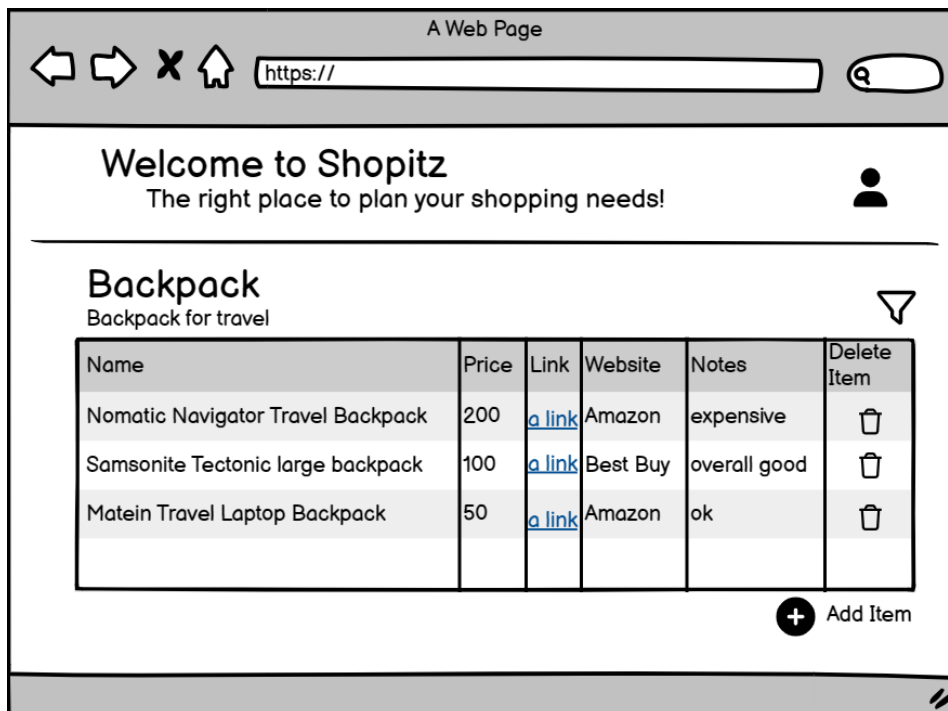 A Web Page
https://
Welcome to Shopitz
The right place to plan your shopping needs!
Backpack
Backpack for travel
Name Price Link Website Notes Delete Item
Nomatic Navigator Travel Backpack 200 a link Amazon expensive
Samsonite Tectonic large backpack 100 a link Best Buy overall good
Matein Travel Laptop Backpack 50 a link Amazon ok
Add Item